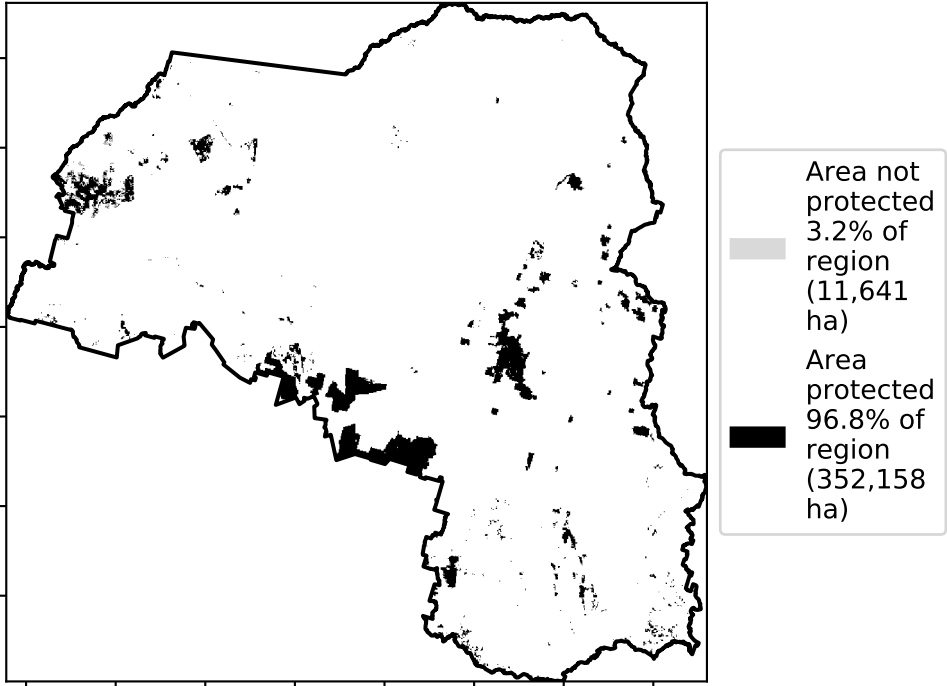 Area not
protected
3.2% of
region
(11,641
ha)
Area
protected
96.8% of
region
(352,158
ha)